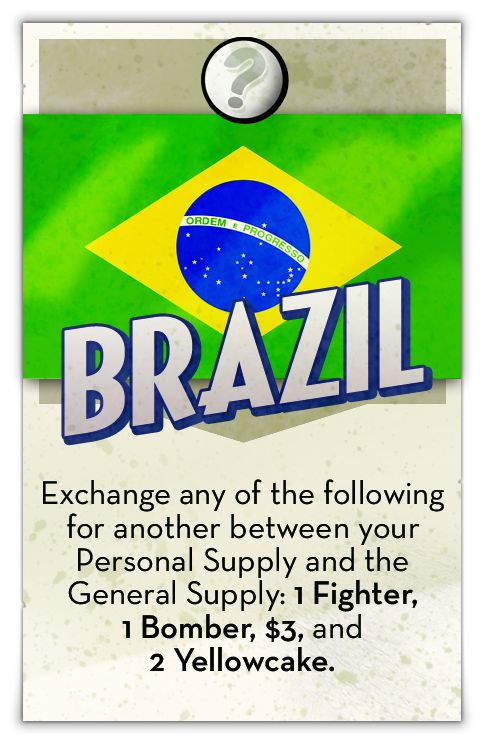 ?
ORDEM E PROGRESSO
BRAZIL
Exchange any of the following
for another between your
Personal Supply and the
General Supply: 1 Fighter,
1 Bomber, $3, and
2 Yellowcake.